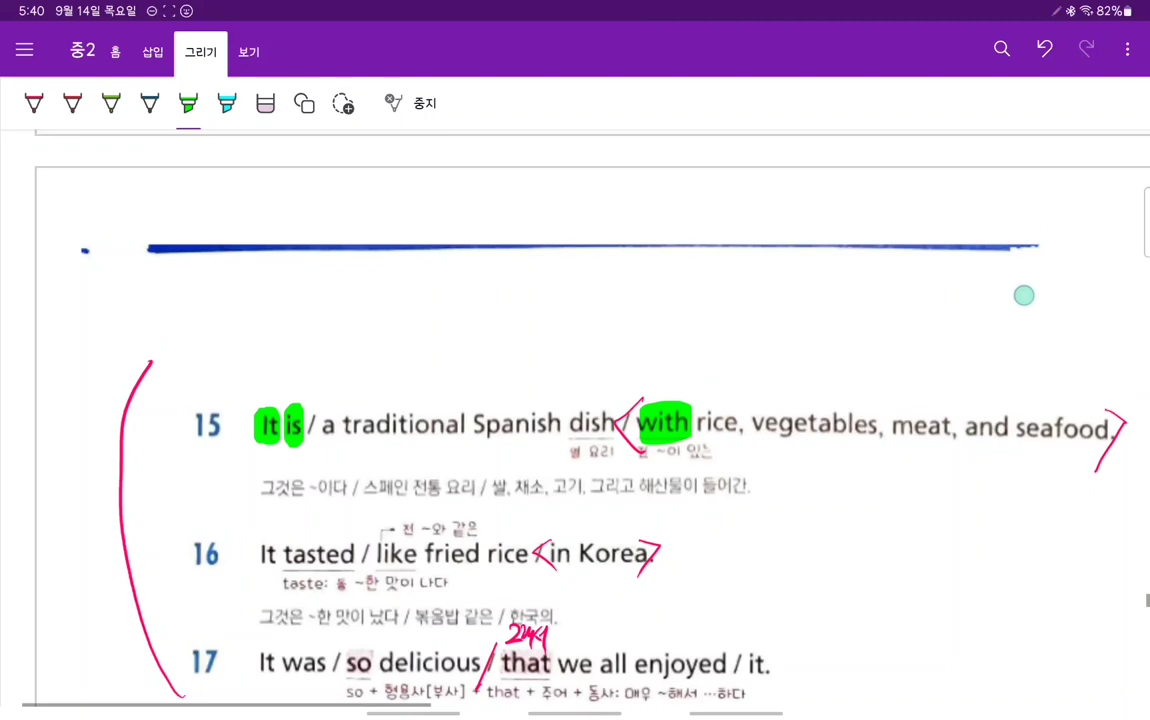 5:40 9월 14일 목요일 82%
중2 홈 삽입 그리기 보기
중지
15 It is / a traditional Spanish dish / with rice, vegetables, meat, and seafood.
명 요리 전 ~이 있는
그것은 ~이다 / 스페인 전통 요리 / 쌀, 채소, 고기, 그리고 해산물이 들어간.
전 ~와 같은
16 It tasted / like fried rice / in Korea.
taste: 동 ~한 맛이 나다
그것은 ~한 맛이 났다 / 볶음밥 같은 / 한국의.
17 It was / so delicious / that we all enjoyed / it.
so + 형용사[부사] + that + 주어 + 동사: 매우 ~해서 …하다